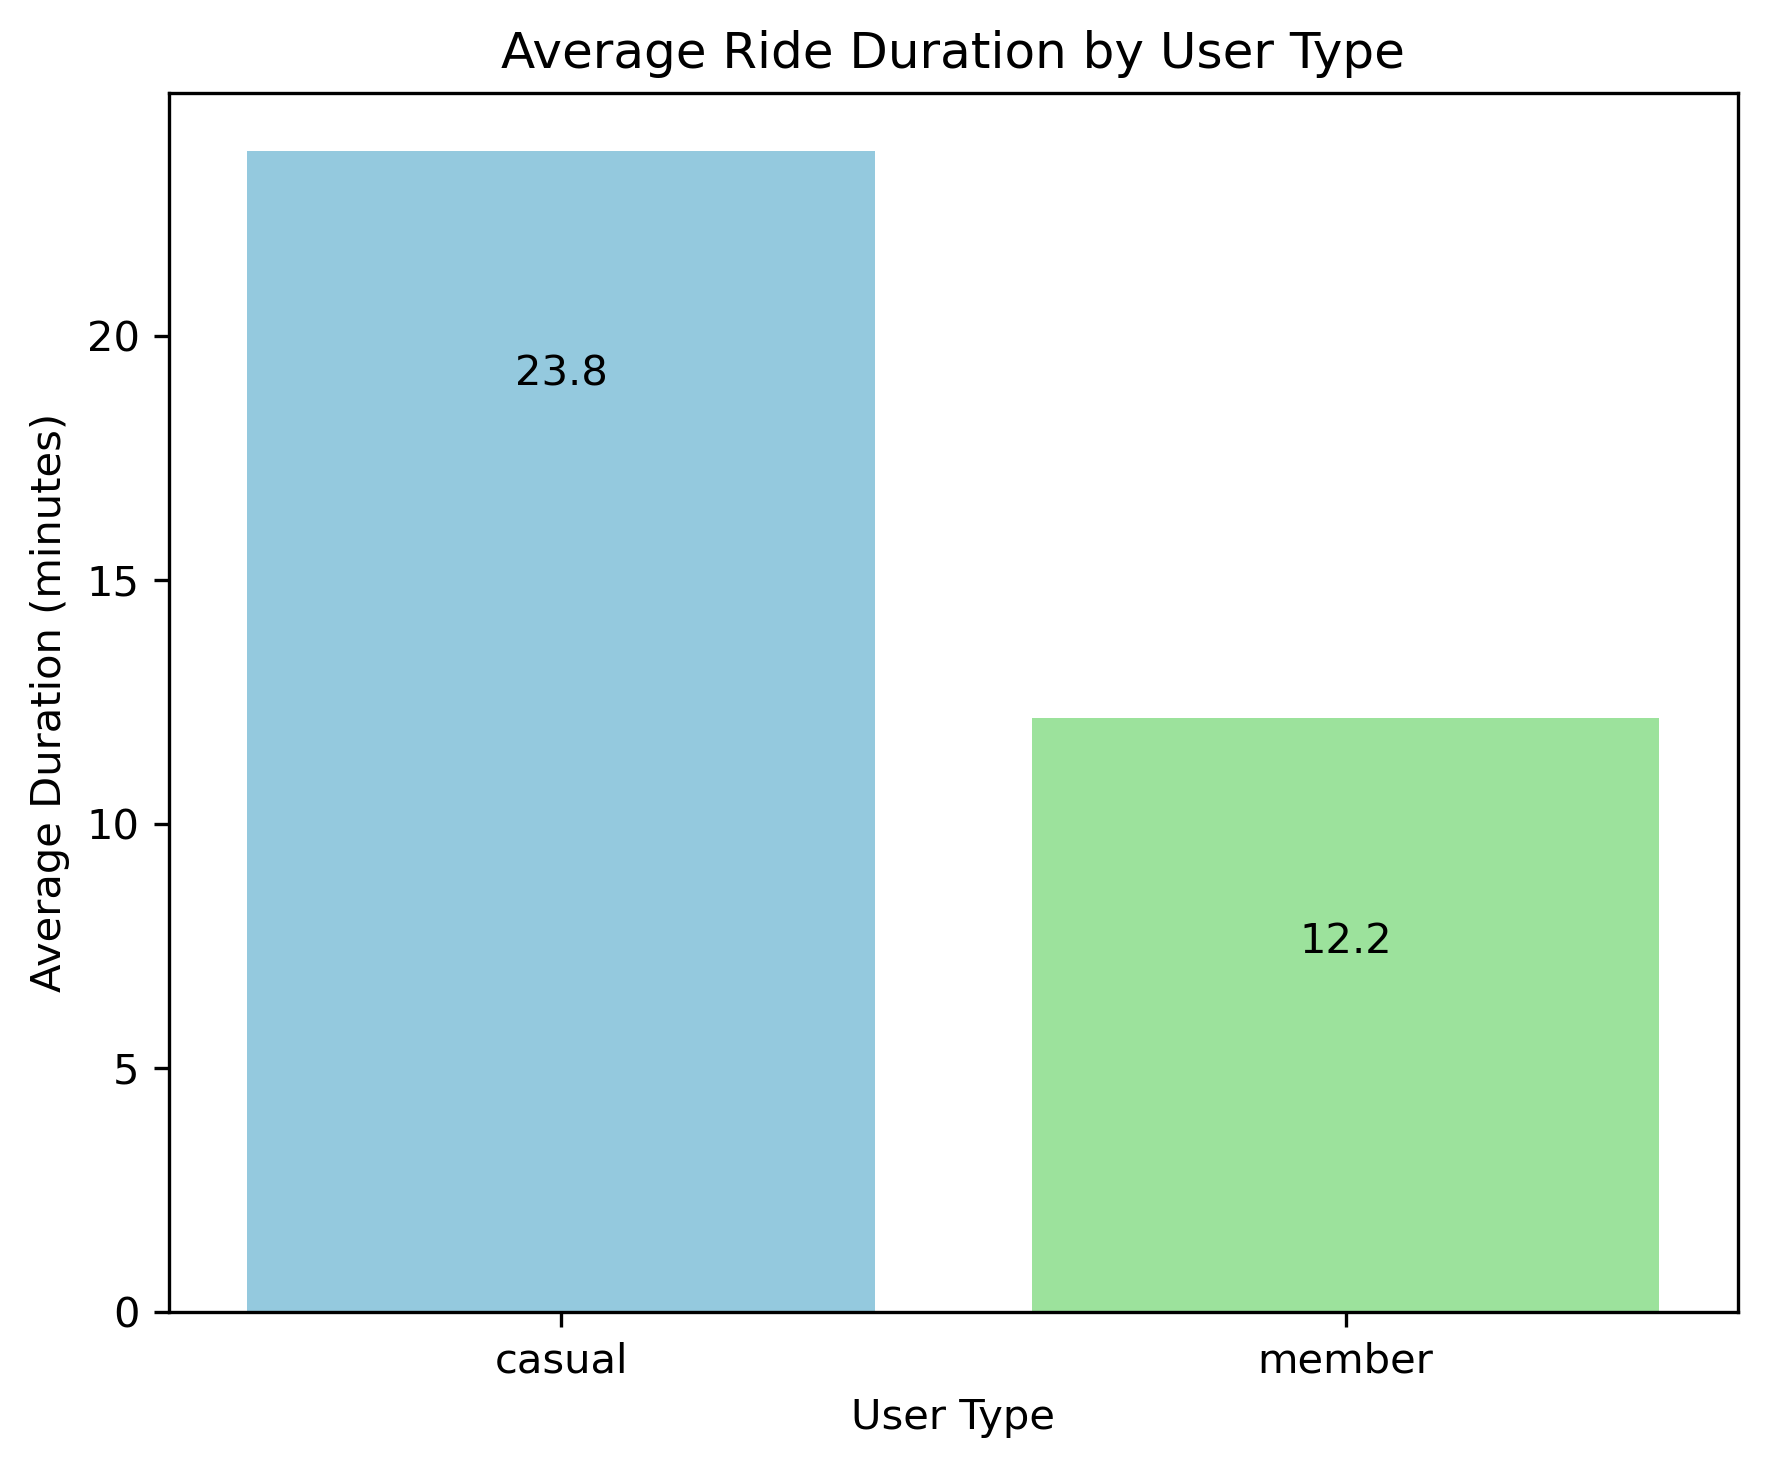 Average Ride Duration by User Type
Average Duration (minutes)
20
15
10
5
0
23.8
12.2
casual
member
User Type